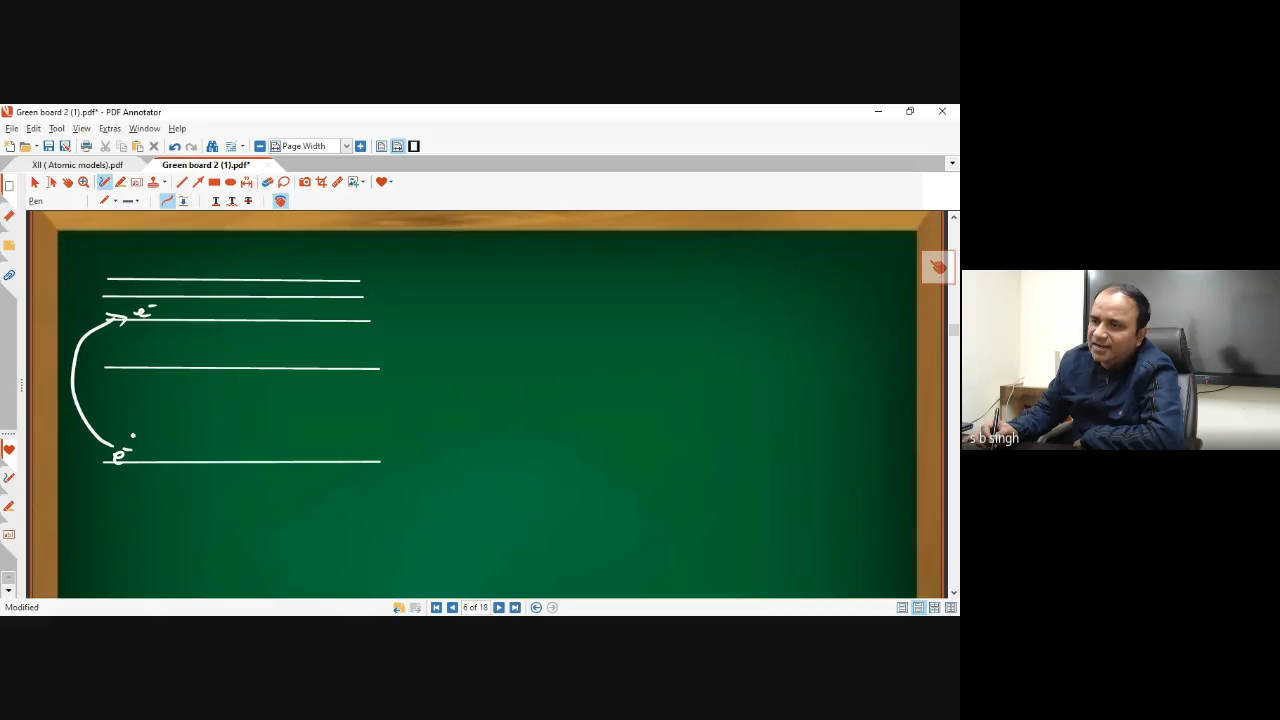 Green board 2 (1).pdf* - PDF Annotator
File Edit Tool View Extras Window Help
Page Width
XII ( Atomic models).pdf
Green board 2 (1).pdf*
Pen
e-
e-
s b singh
Modified
6 of 18